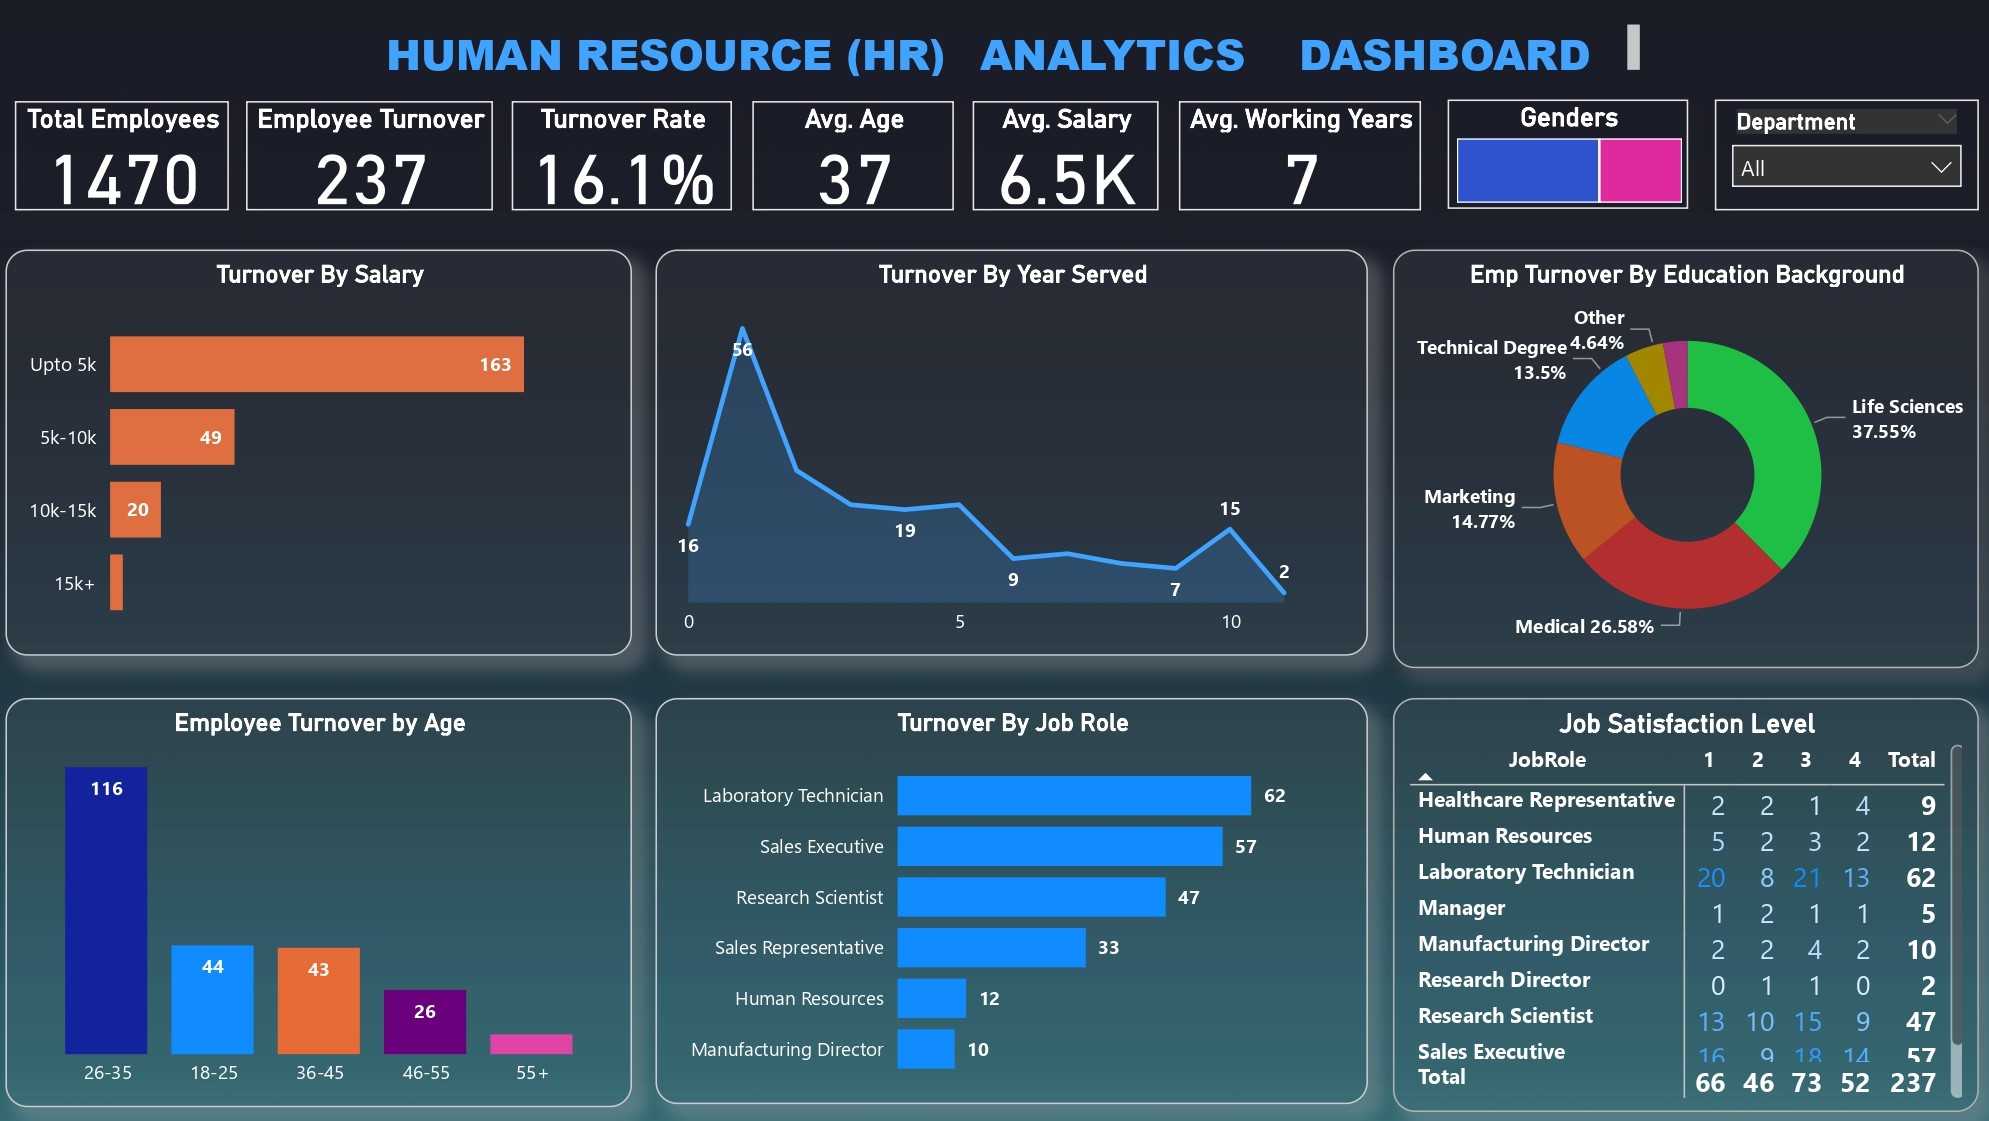 HUMAN RESOURCE (HR) ANALYTICS DASHBOARD
Total Employees
1470
Employee Turnover
237
Turnover Rate
16.1%
Avg. Age
37
Avg. Salary
6.5K
Avg. Working Years
7
Genders
Department
All
Turnover By Salary
Upto 5k
163
5k-10k
49
10k-15k
20
15k+
Turnover By Year Served
56
16
19
9
7
15
2
0
5
10
Emp Turnover By Education Background
Other
4.64%
Technical Degree
13.5%
Life Sciences
37.55%
Marketing
14.77%
Medical 26.58%
Employee Turnover by Age
116
44
43
26
26-35
18-25
36-45
46-55
55+
Turnover By Job Role
Laboratory Technician
62
Sales Executive
57
Research Scientist
47
Sales Representative
33
Human Resources
12
Manufacturing Director
10
Job Satisfaction Level
JobRole 1 2 3 4 Total
Healthcare Representative 2 2 1 4 9
Human Resources 5 2 3 2 12
Laboratory Technician 20 8 21 13 62
Manager 1 2 1 1 5
Manufacturing Director 2 2 4 2 10
Research Director 0 1 1 0 2
Research Scientist 13 10 15 9 47
Sales Executive 16 9 18 14 57
Total 66 46 73 52 237